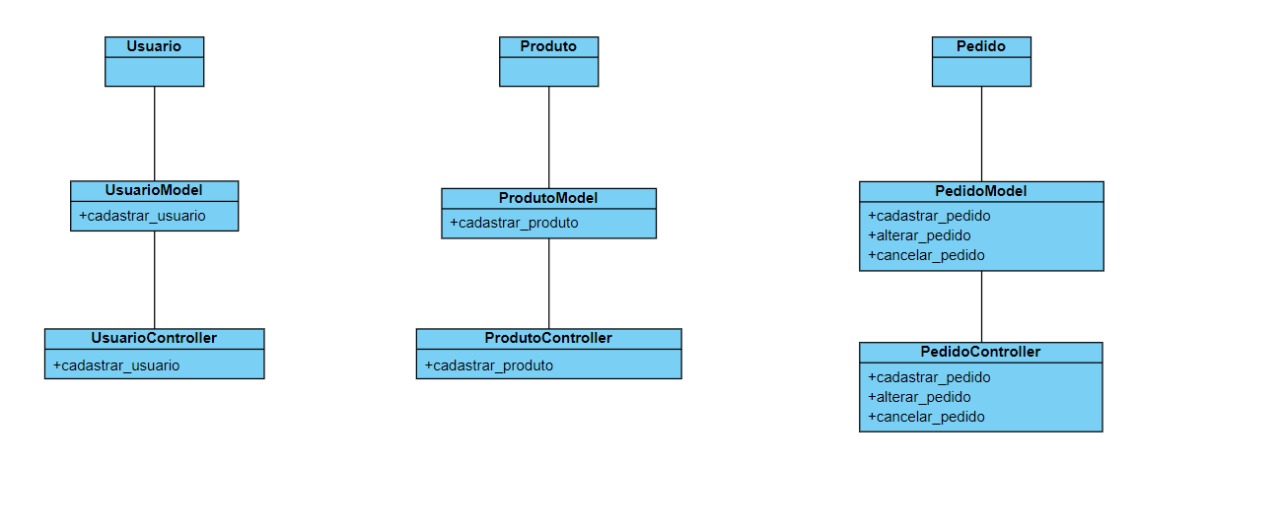 Usuario
UsuarioModel
+cadastrar_usuario
UsuarioController
+cadastrar_usuario
Produto
ProdutoModel
+cadastrar_produto
ProdutoController
+cadastrar_produto
Pedido
PedidoModel
+cadastrar_pedido
+alterar_pedido
+cancelar_pedido
PedidoController
+cadastrar_pedido
+alterar_pedido
+cancelar_pedido